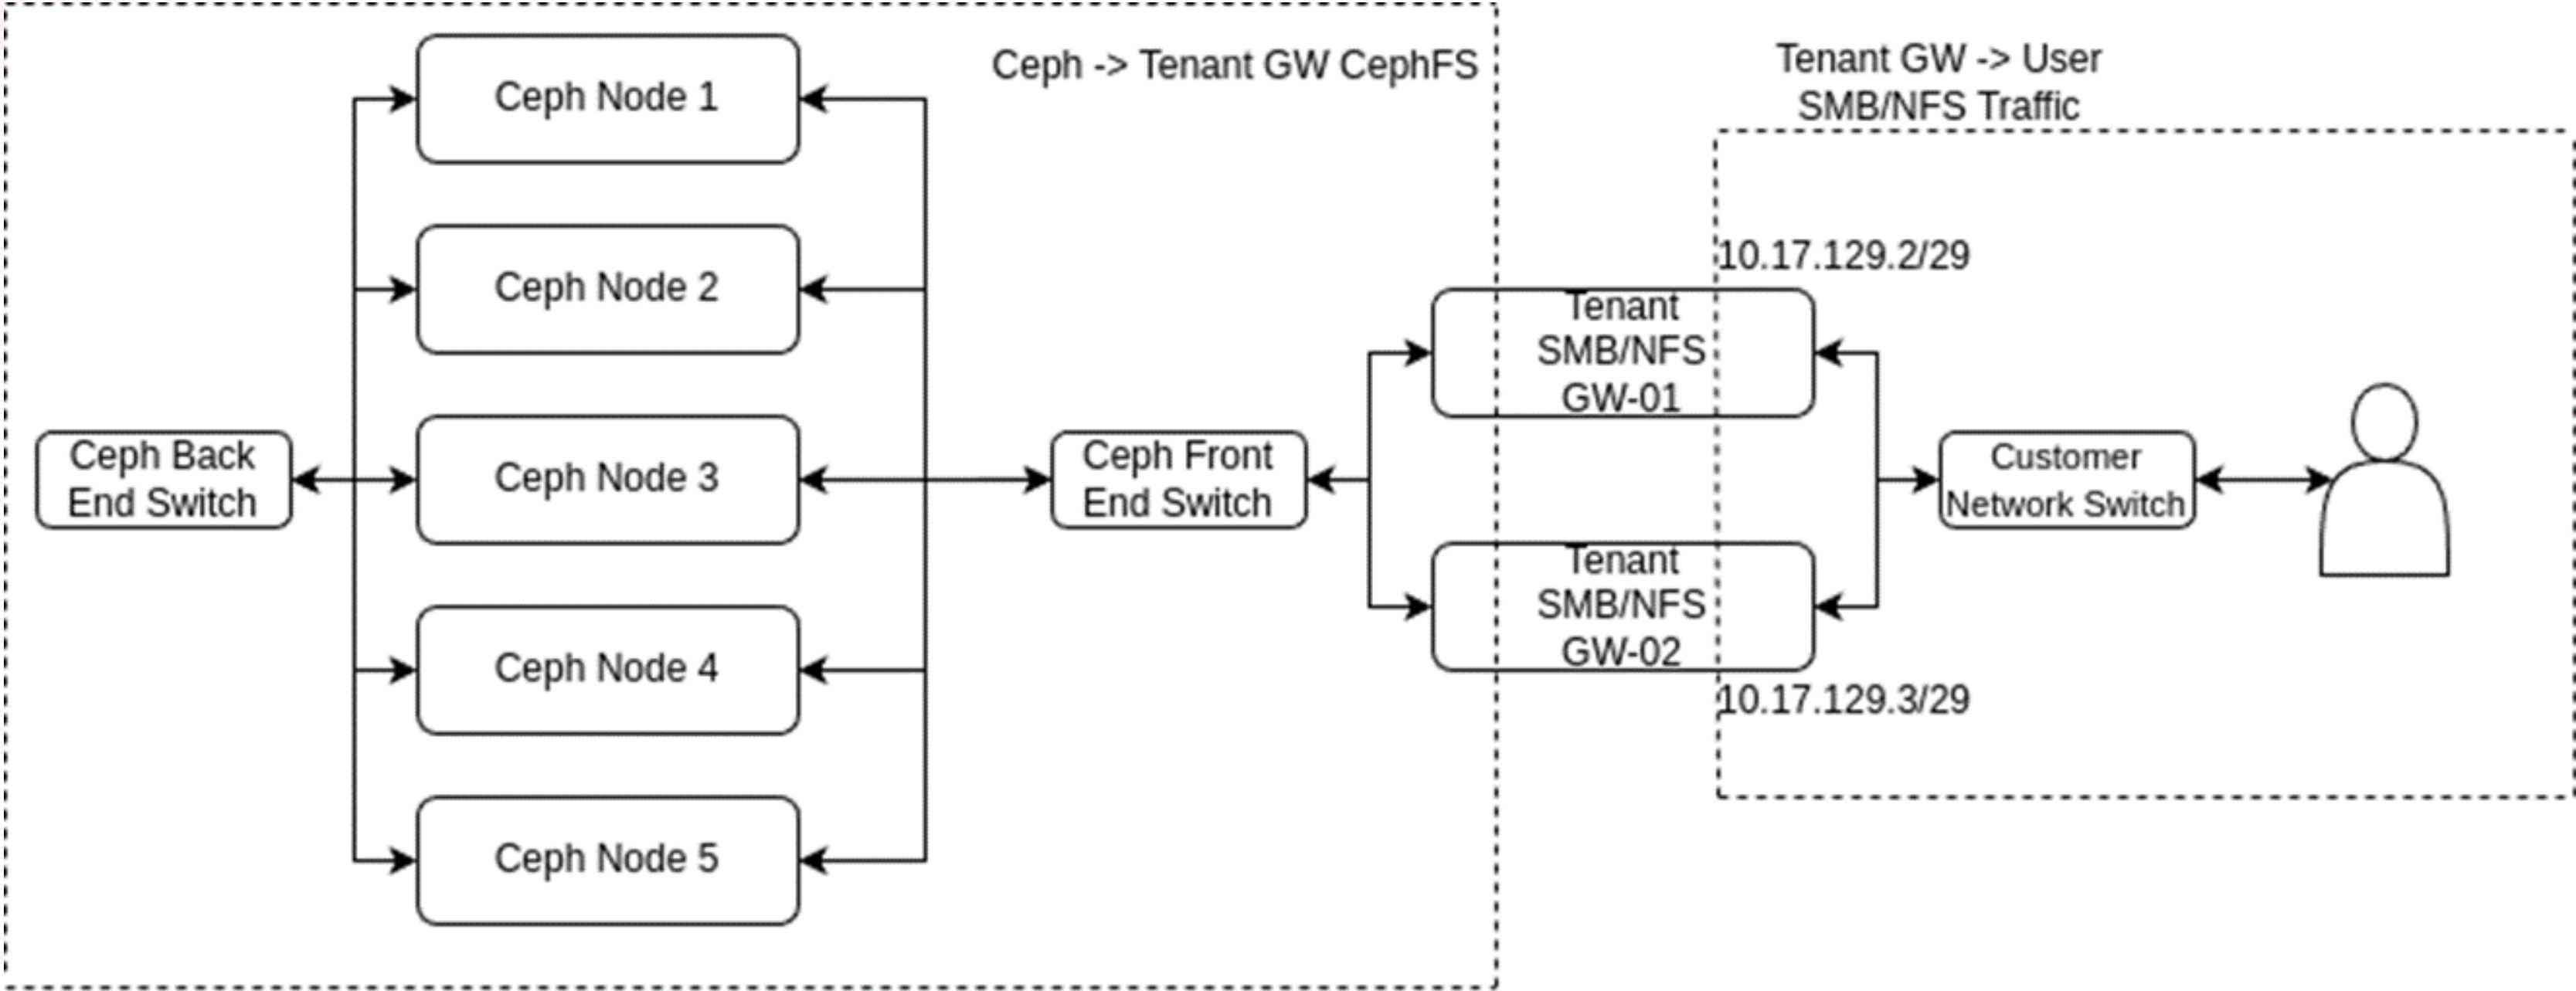 Ceph -> Tenant GW CephFS
Tenant GW -> User
SMB/NFS Traffic
Ceph Node 1
Ceph Node 2
Ceph Node 3
Ceph Node 4
Ceph Node 5
Ceph Back
End Switch
Ceph Front
End Switch
10.17.129.2/29
Tenant
SMB/NFS
GW-01
Tenant
SMB/NFS
GW-02
10.17.129.3/29
Customer
Network Switch